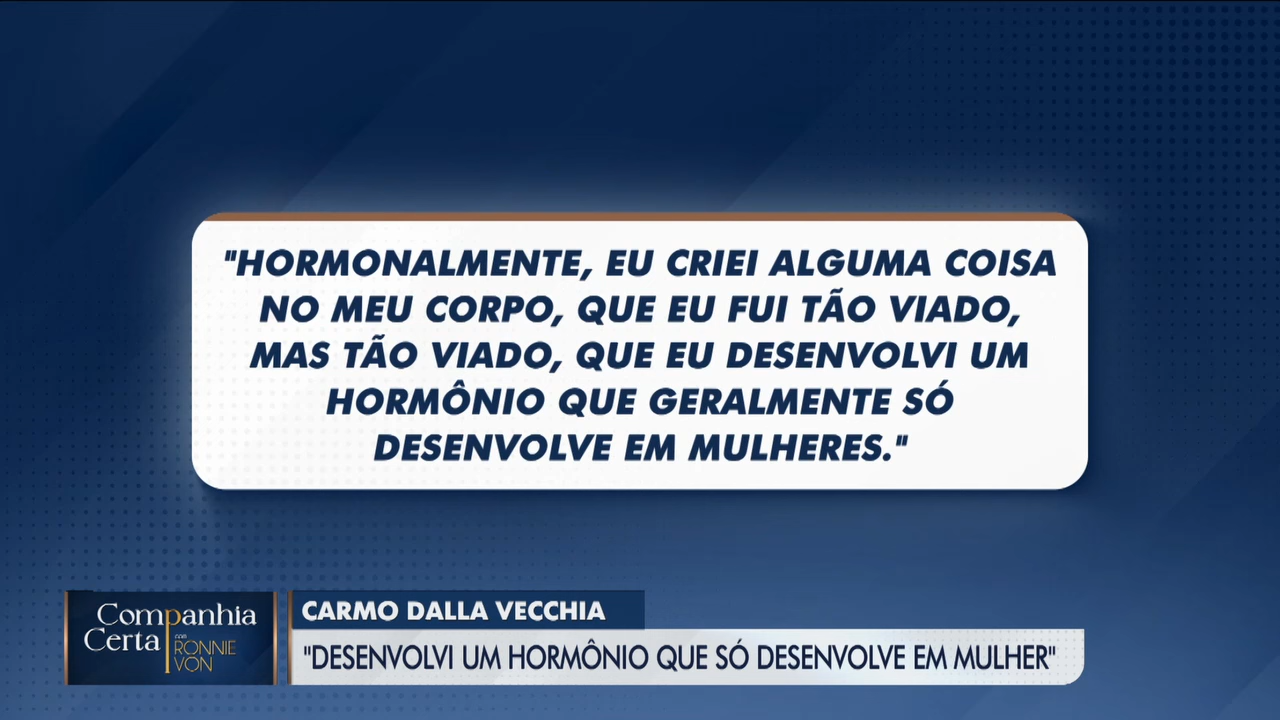 "HORMONALMENTE, EU CRIEI ALGUMA COISA
NO MEU CORPO, QUE EU FUI TÃO VIADO,
MAS TÃO VIADO, QUE EU DESENVOLVI UM
HORMÔNIO QUE GERALMENTE SÓ
DESENVOLVE EM MULHERES."
Companhia
Certa
com
RONNIE
VON
CARMO DALLA VECCHIA
"DESENVOLVI UM HORMÔNIO QUE SÓ DESENVOLVE EM MULHER"